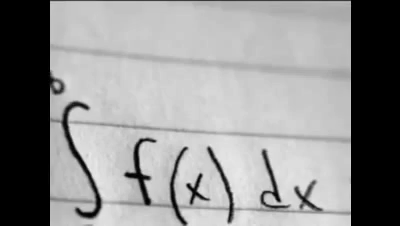 ∫ f(x) dx